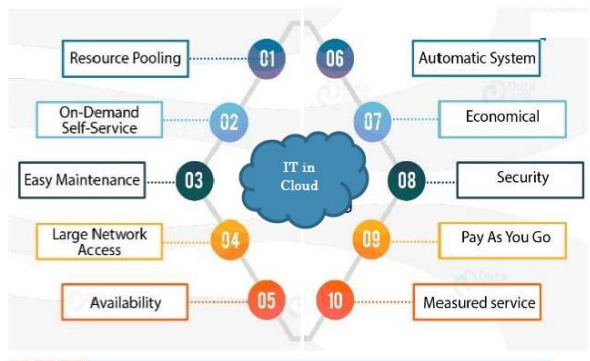 Resource Pooling
01
On-Demand
Self-Service
02
Easy Maintenance
03
Large Network
Access
04
Availability
05
IT in
Cloud
06
Automatic System
07
Economical
08
Security
09
Pay As You Go
10
Measured service